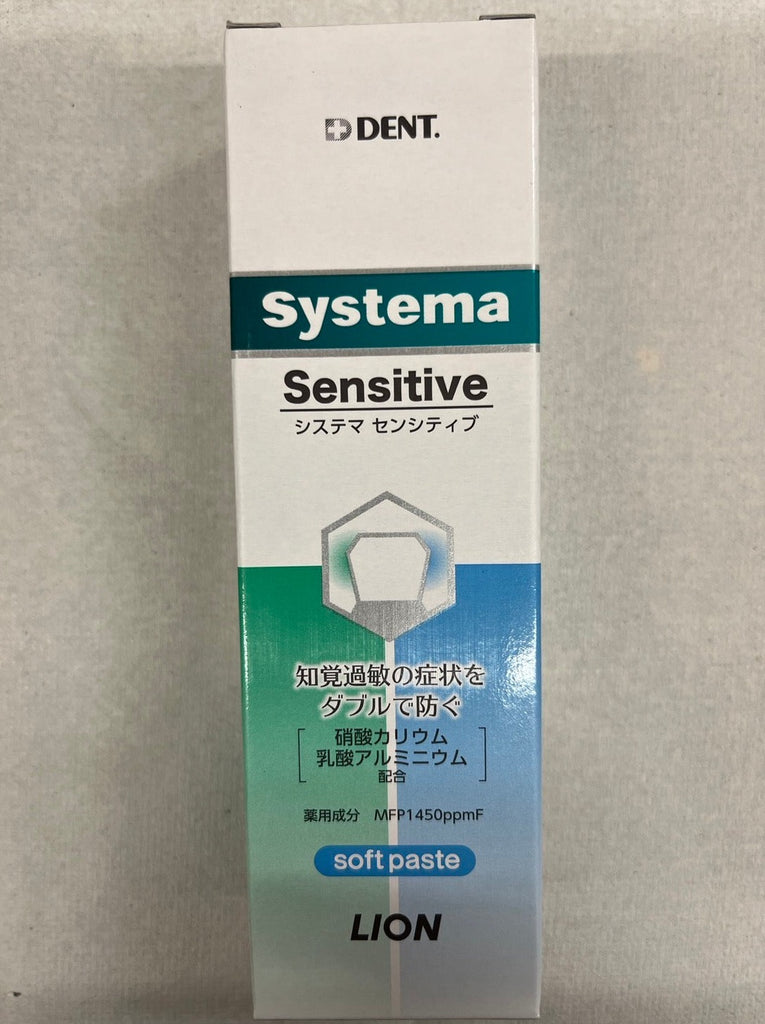 DENT.
Systema
Sensitive
システマ センシティブ
知覚過敏の症状を
ダブルで防ぐ
硝酸カリウム
乳酸アルミニウム
配合
薬用成分 MFP1450ppmF
soft paste
LION